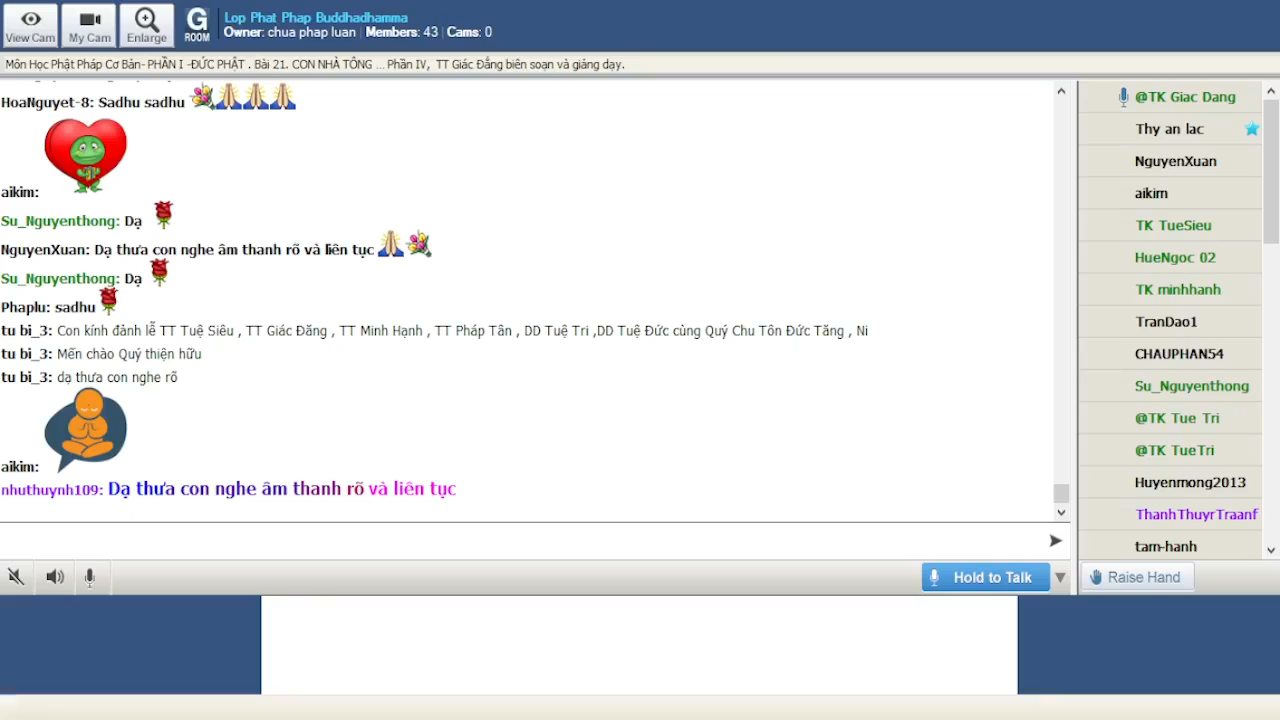 View Cam
My Cam
Enlarge
G
ROOM
Lop Phat Phap Buddhadhamma
Owner: chua phap luan | Members: 43 | Cams: 0
Môn Học Phật Pháp Cơ Bản- PHẦN I -ĐỨC PHẬT . Bài 21. CON NHÀ TÔNG ... Phần IV, TT Giác Đẳng biên soạn và giảng dạy.
HoaNguyet-8: Sadhu sadhu
aikim:
Su_Nguyenthong: Dạ
NguyenXuan: Dạ thưa con nghe âm thanh rõ và liên tục
Su_Nguyenthong: Dạ
Phaplu: sadhu
tu bi_3: Con kính đảnh lễ TT Tuệ Siêu , TT Giác Đăng , TT Minh Hạnh , TT Pháp Tân , DD Tuệ Tri ,DD Tuệ Đức cùng Quý Chu Tôn Đức Tăng , Ni
tu bi_3: Mến chào Quý thiện hữu
tu bi_3: dạ thưa con nghe rõ
aikim:
nhuthuynh109: Dạ thưa con nghe âm thanh rõ và liên tục
Hold to Talk
@TK Giac Dang
Thy an lac
NguyenXuan
aikim
TK TueSieu
HueNgoc 02
TK minhhanh
TranDao1
CHAUPHAN54
Su_Nguyenthong
@TK Tue Tri
@TK TueTri
Huyenmong2013
ThanhThuyrTraanf
tam-hanh
Raise Hand